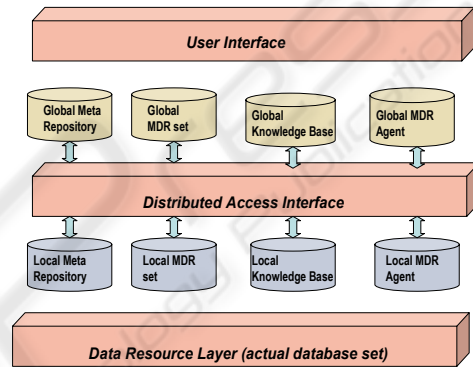 User Interface
Global Meta
Repository
Global
MDR set
Global
Knowledge Base
Global MDR
Agent
Distributed Access Interface
Local Meta
Repository
Local MDR
set
Local
Knowledge Base
Local MDR
Agent
Data Resource Layer (actual database set)